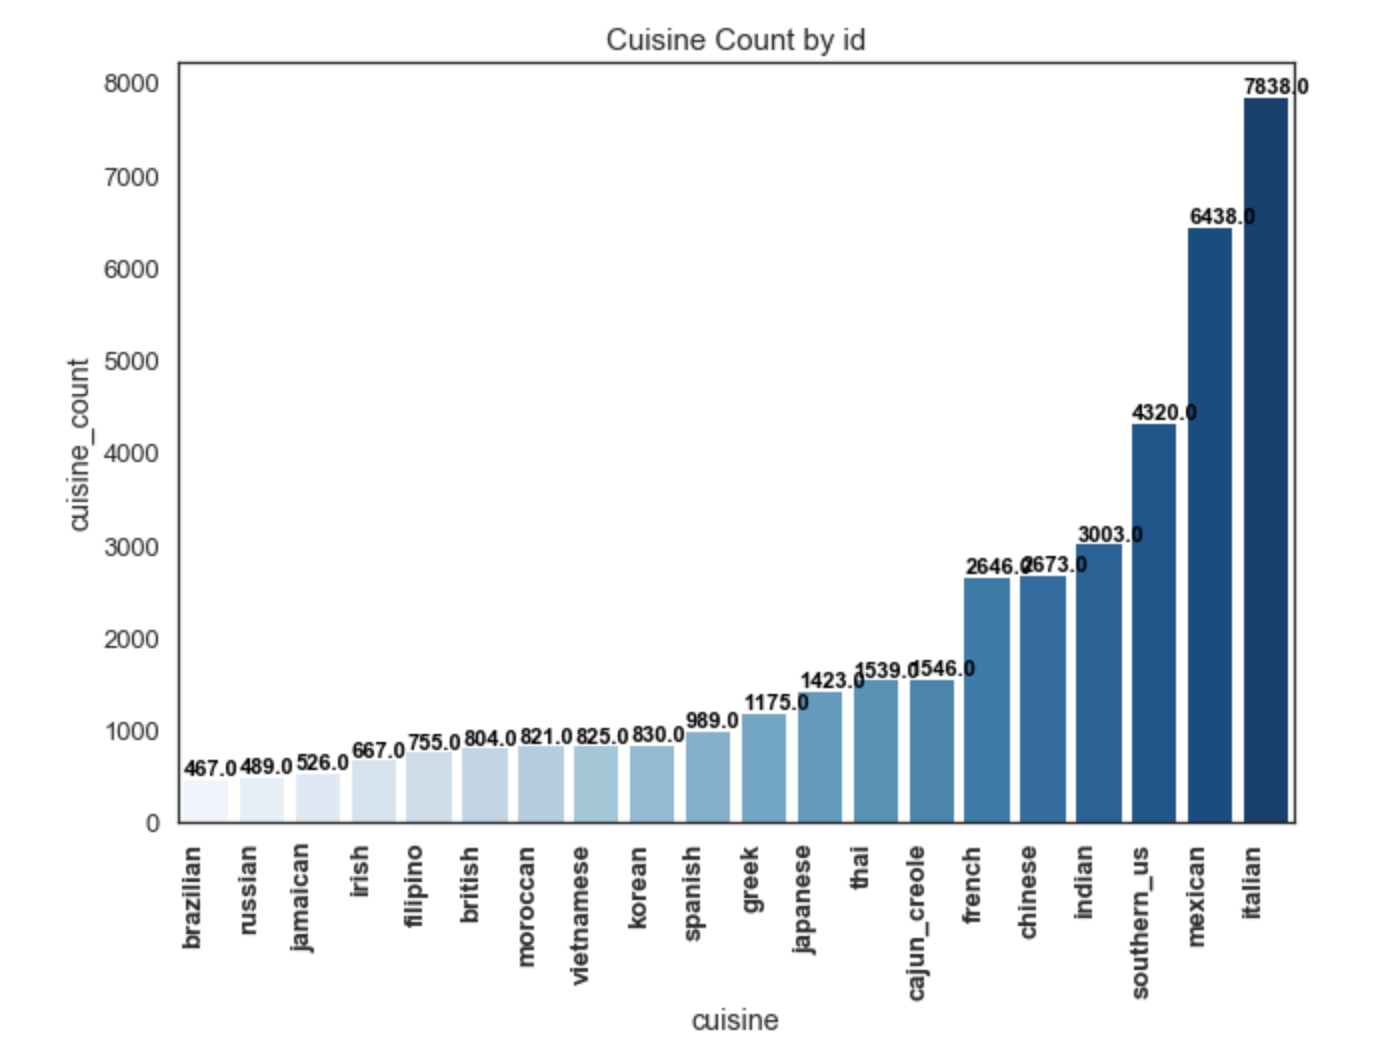 Cuisine Count by id
8000
7000
6000
5000
4000
3000
2000
1000
0
cuisine_count
467.0
489.0
526.0
667.0
755.0
804.0
821.0
825.0
830.0
989.0
1175.0
1423.0
1539.0
1546.0
2646.0
2673.0
3003.0
4320.0
6438.0
7838.0
brazilian
russian
jamaican
irish
filipino
british
moroccan
vietnamese
korean
spanish
greek
japanese
thai
cajun_creole
french
chinese
indian
southern_us
mexican
italian
cuisine